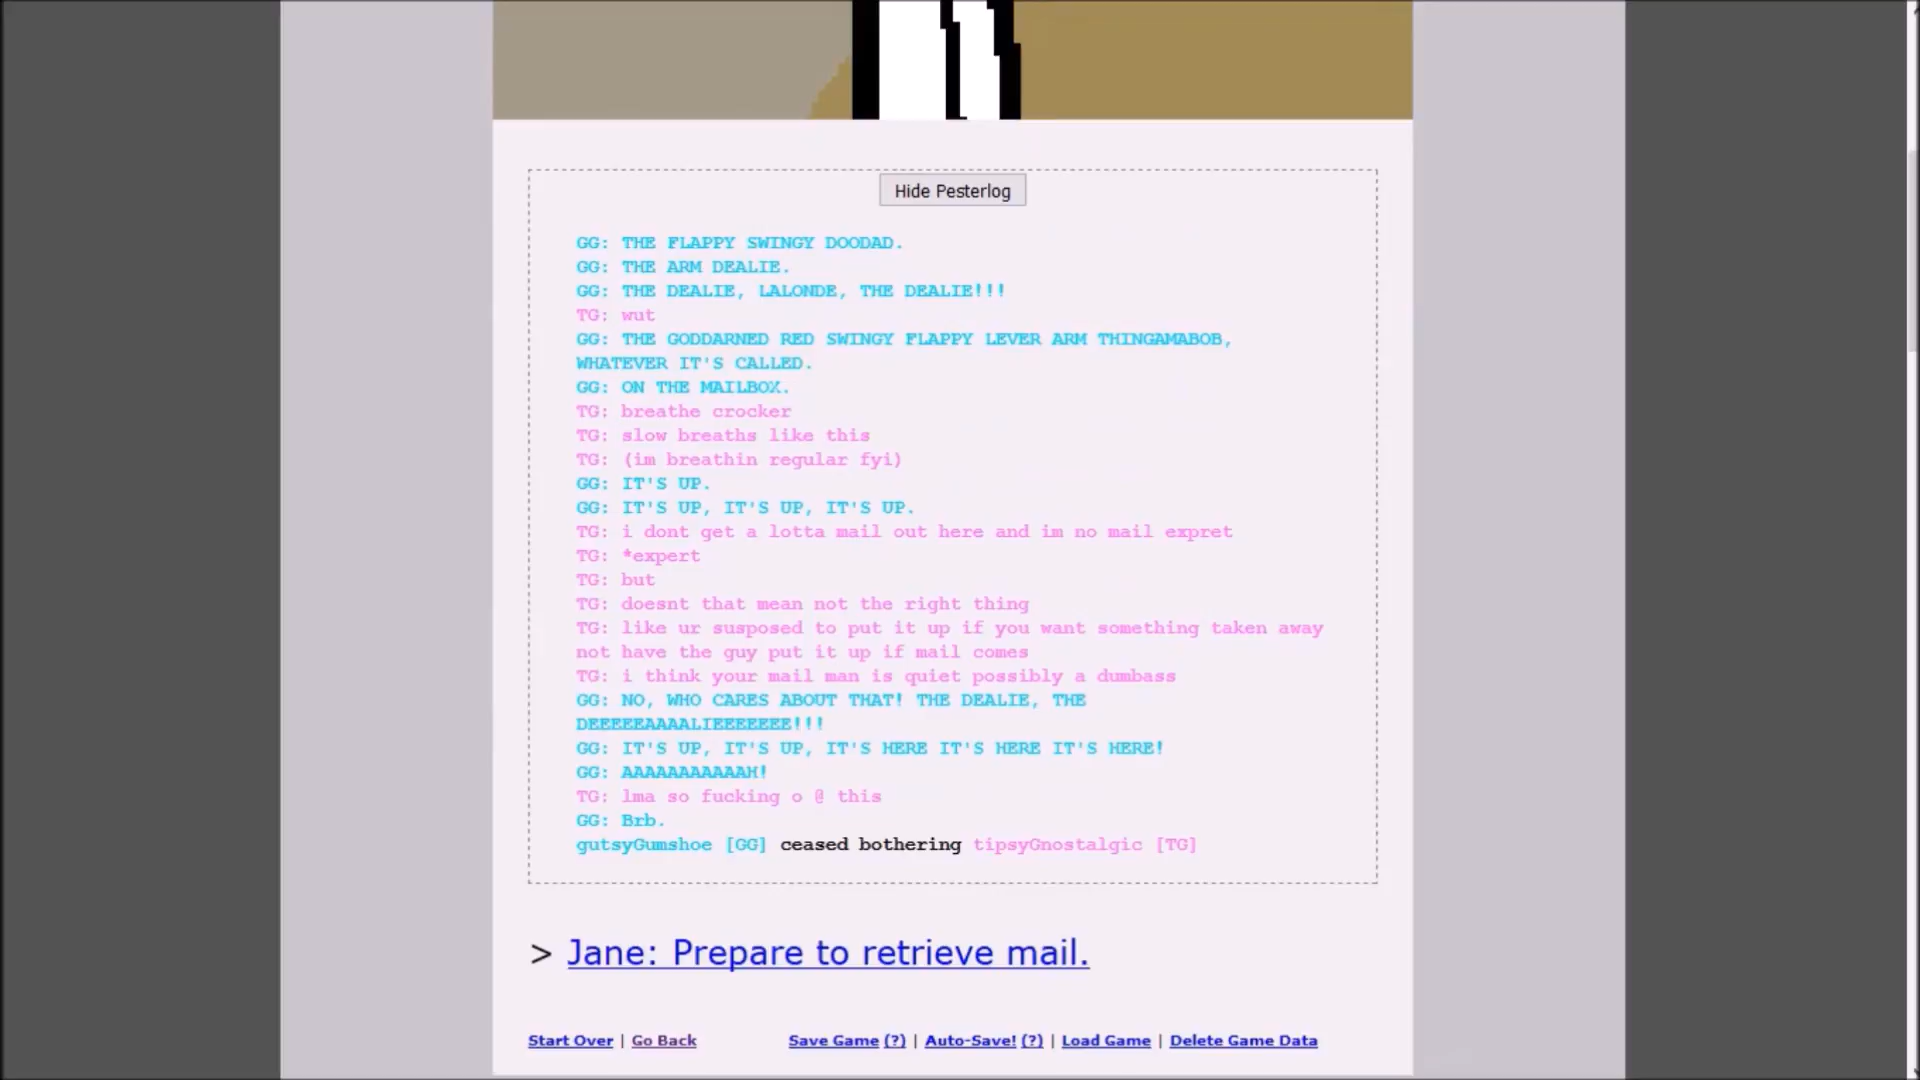 Hide Pesterlog
GG: THE FLAPPY SWINGY DOODAD.
GG: THE ARM DEALIE.
GG: THE DEALIE, LALONDE, THE DEALIE!!!
TG: wut
GG: THE GODDARNED RED SWINGY FLAPPY LEVER ARM THINGAMABOB,
WHATEVER IT'S CALLED.
GG: ON THE MAILBOX.
TG: breathe crocker
TG: slow breaths like this
TG: (im breathin regular fyi)
GG: IT'S UP.
GG: IT'S UP, IT'S UP, IT'S UP.
TG: i dont get a lotta mail out here and im no mail expret
TG: *expert
TG: but
TG: doesnt that mean not the right thing
TG: like ur susposed to put it up if you want something taken away
not have the guy put it up if mail comes
TG: i think your mail man is quiet possibly a dumbass
GG: NO, WHO CARES ABOUT THAT! THE DEALIE, THE
DEEEEEAAAALIEEEEEEE!!!
GG: IT'S UP, IT'S UP, IT'S HERE IT'S HERE IT'S HERE!
GG: AAAAAAAAAAAH!
TG: lma so fucking o @ this
GG: Brb.
gutsyGumshoe [GG] ceased bothering tipsyGnostalgic [TG]
> Jane: Prepare to retrieve mail.
Start Over | Go Back Save Game (?) | Auto-Save! (?) | Load Game | Delete Game Data